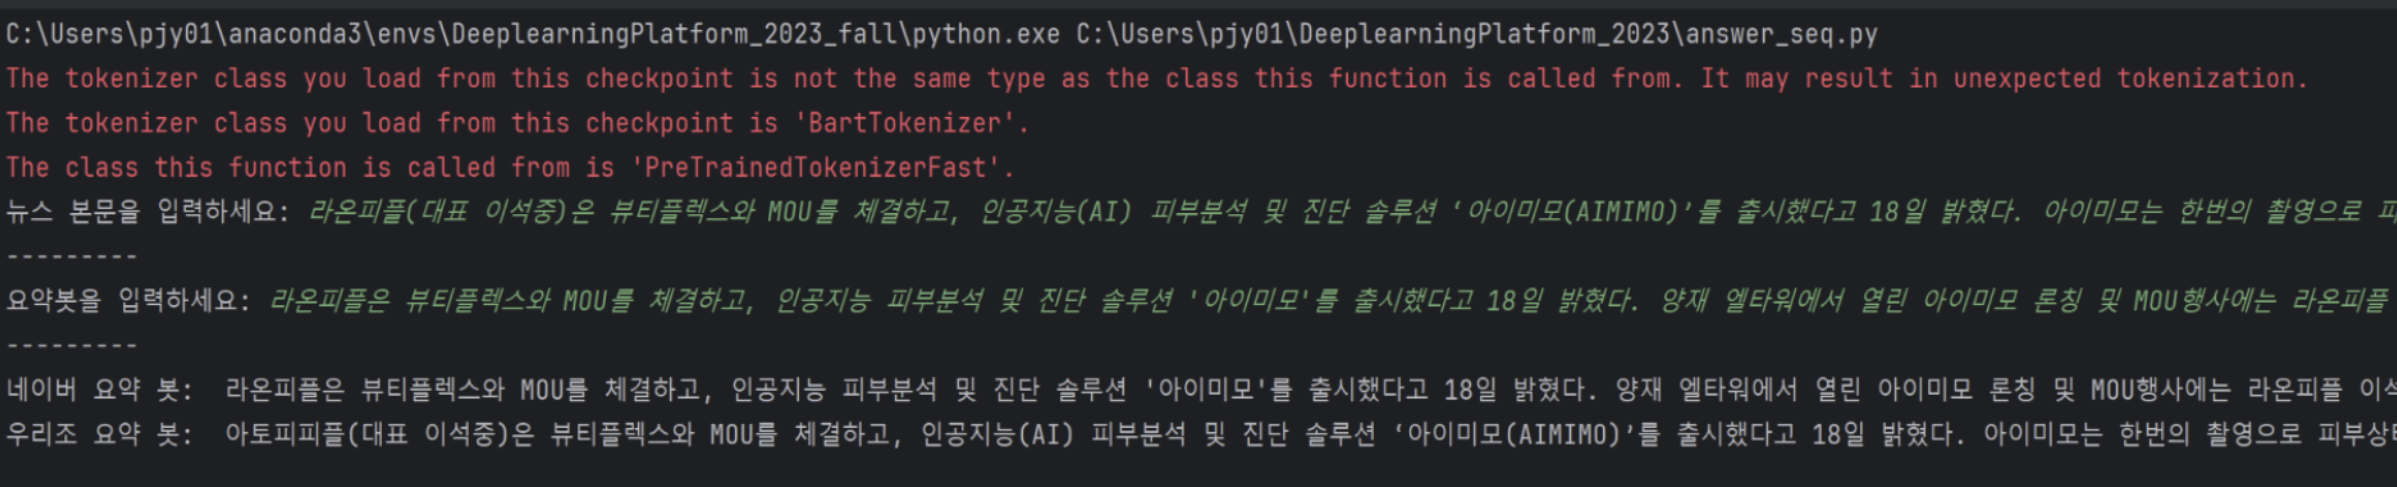 C:\Users\pjy01\anaconda3\envs\DeeplearningPlatform_2023_fall\python.exe C:\Users\pjy01\DeeplearningPlatform_2023\answer_seq.py
The tokenizer class you load from this checkpoint is not the same type as the class this function is called from. It may result in unexpected tokenization.
The tokenizer class you load from this checkpoint is 'BartTokenizer'.
The class this function is called from is 'PreTrainedTokenizerFast'.
뉴스 본문을 입력하세요: 라온피플(대표 이석중)은 뷰티플렉스와 MOU를 체결하고, 인공지능(AI) 피부분석 및 진단 솔루션 ‘아이미모(AIMIMO)’를 출시했다고 18일 밝혔다. 아이미모는 한번의 촬영으로
---------
요약봇을 입력하세요: 라온피플은 뷰티플렉스와 MOU를 체결하고, 인공지능 피부분석 및 진단 솔루션 '아이미모'를 출시했다고 18일 밝혔다. 양재 엘타워에서 열린 아이미모 론칭 및 MOU행사에는 라온피플
---------
네이버 요약 봇:  라온피플은 뷰티플렉스와 MOU를 체결하고, 인공지능 피부분석 및 진단 솔루션 '아이미모'를 출시했다고 18일 밝혔다. 양재 엘타워에서 열린 아이미모 론칭 및 MOU행사에는 라온피플
우리조 요약 봇:  아토피피플(대표 이석중)은 뷰티플렉스와 MOU를 체결하고, 인공지능(AI) 피부분석 및 진단 솔루션 ‘아이미모(AIMIMO)’를 출시했다고 18일 밝혔다. 아이미모는 한번의 촬영으로